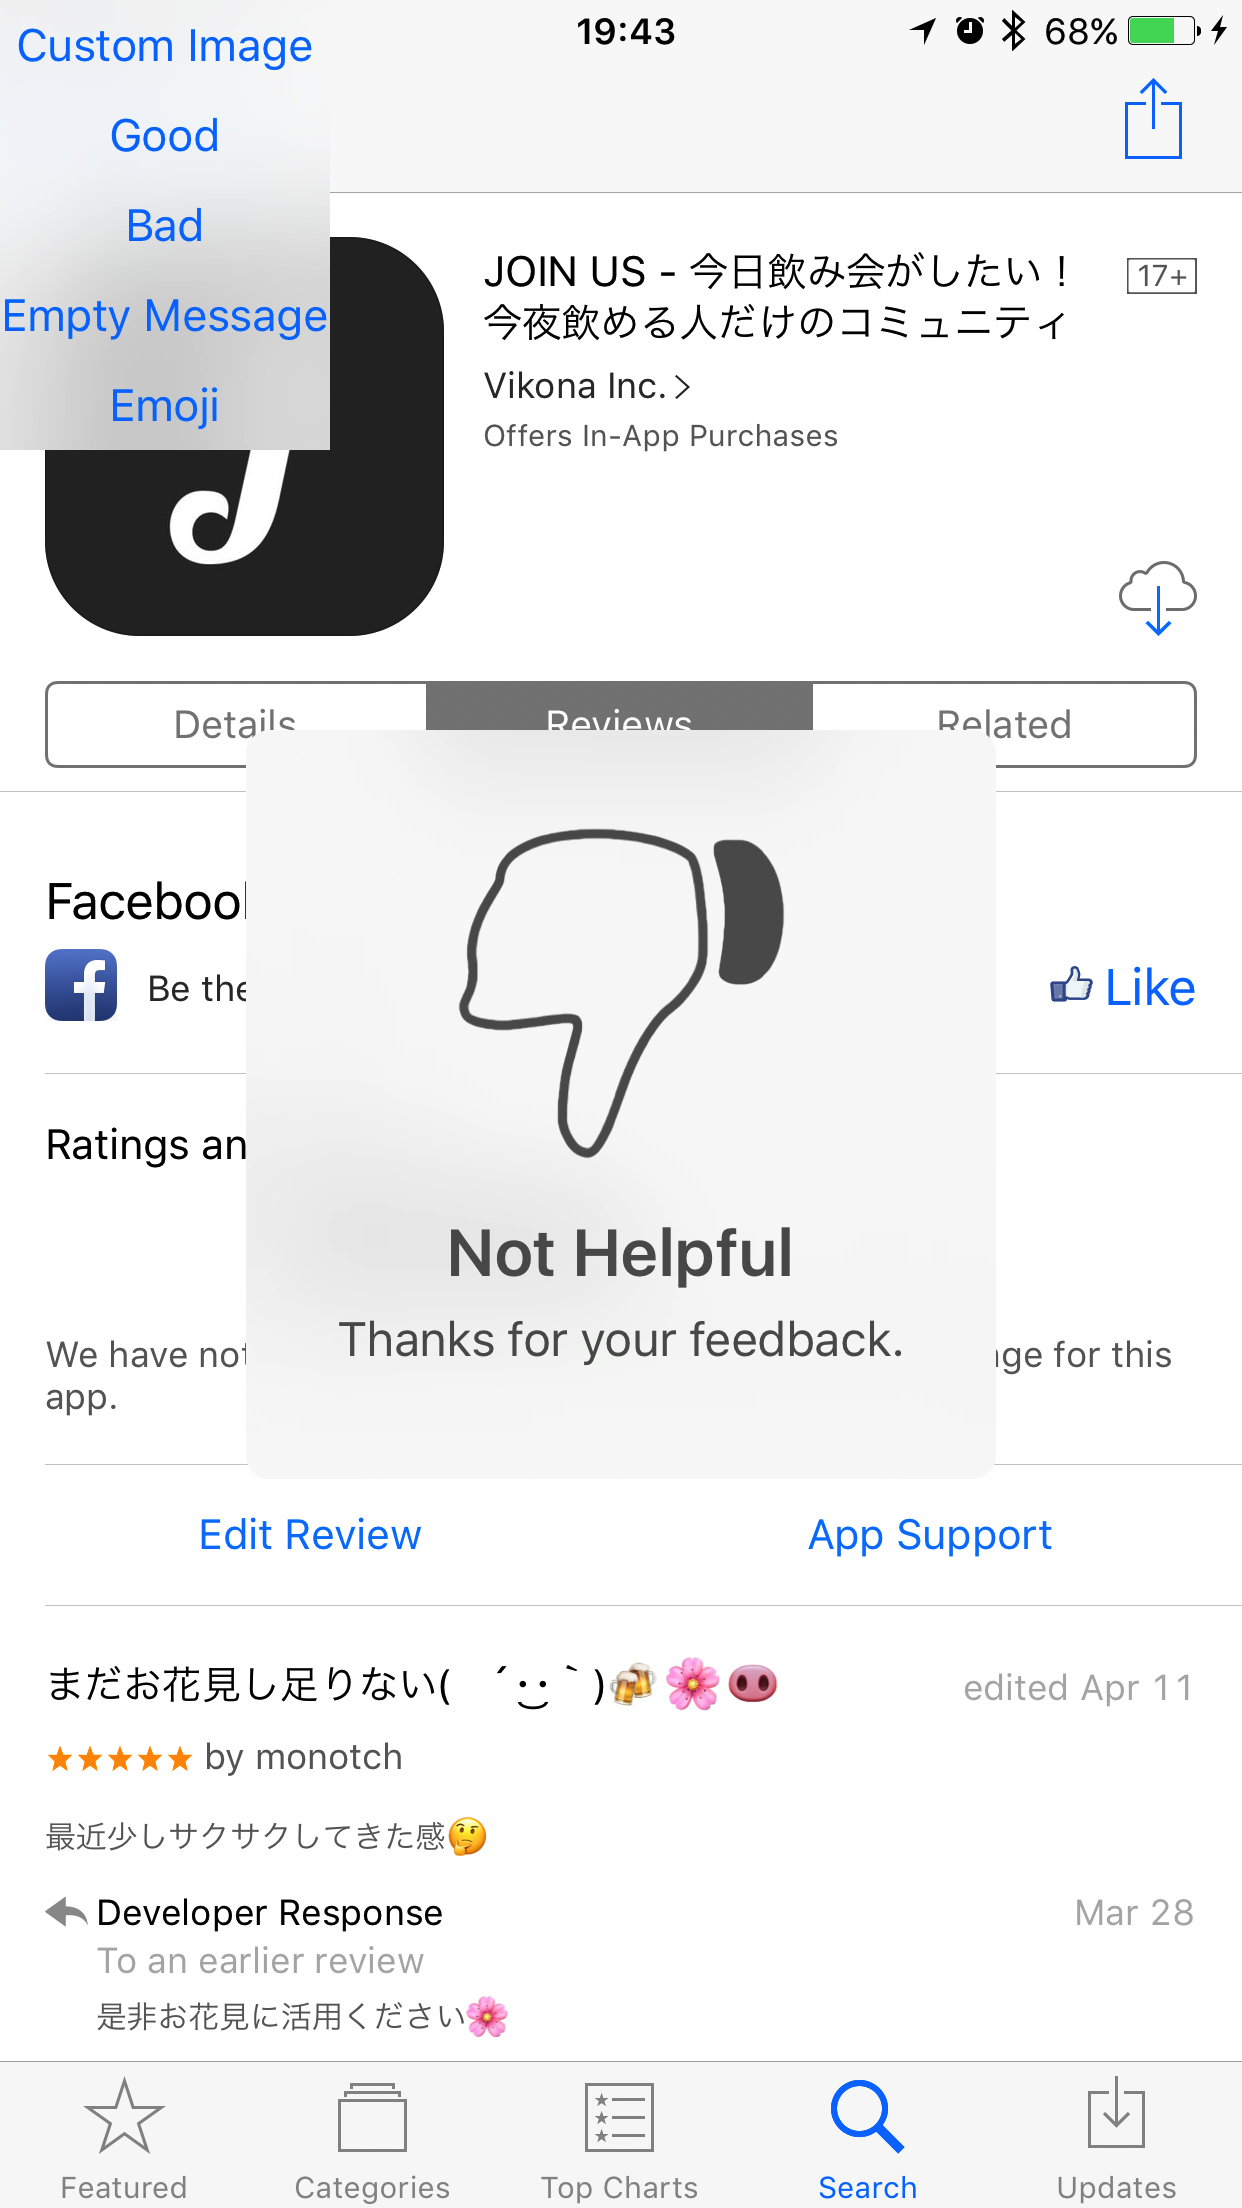 19:43
68%
Custom Image
Good
Bad
Empty Message
Emoji
JOIN US - 今日飲み会がしたい！
今夜飲める人だけのコミュニティ
17+
Vikona Inc.
Offers In-App Purchases
Details
Reviews
Related
Facebook
Be the
Like
Ratings an
Not Helpful
Thanks for your feedback.
We have not
ge for this
app.
Edit Review
App Support
まだお花見し足りない( ´·‿·｀)🍻🌸🐽
edited Apr 11
★★★★★ by monotch
最近少しサクサクしてきた感🤔
Developer Response
Mar 28
To an earlier review
是非お花見に活用ください🌸
Featured
Categories
Top Charts
Search
Updates